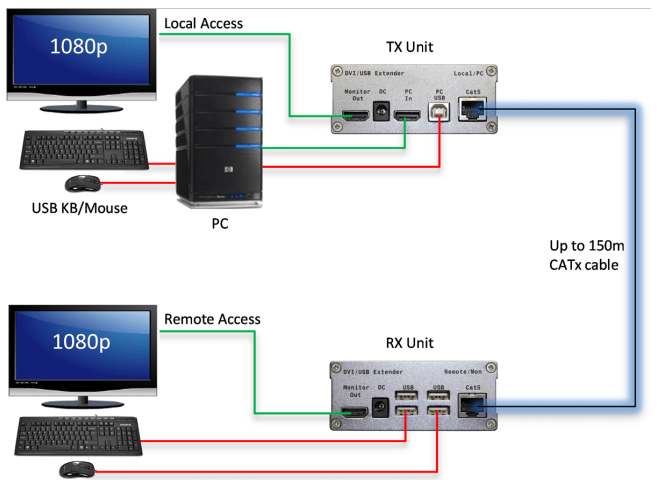 Local Access
1080p
TX Unit
DVI/USB Extender
Local/PC
Monitor Out
DC
PC In
PC USB
Cat5
USB KB/Mouse
PC
hp
Up to 150m
CATx cable
Remote Access
1080p
RX Unit
DVI/USB Extender
Remote/Mon
Monitor Out
DC
USB
USB
Cat5